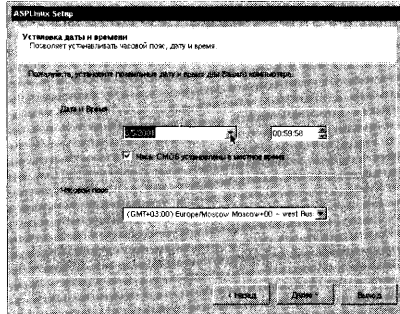 ASPLinux Setup
Установка даты и времени
Позволяет устанавливать часовой пояс, дату и время.
Пожалуйста, установите правильные дату и время для Вашего компьютера.
Дата и Время
00:59:58
Часы CMOS установлены в местное время
Часовой пояс
(GMT+03:00) Europe/Moscow Moscow+00 - west Rus
< Назад
Далее >
Выход